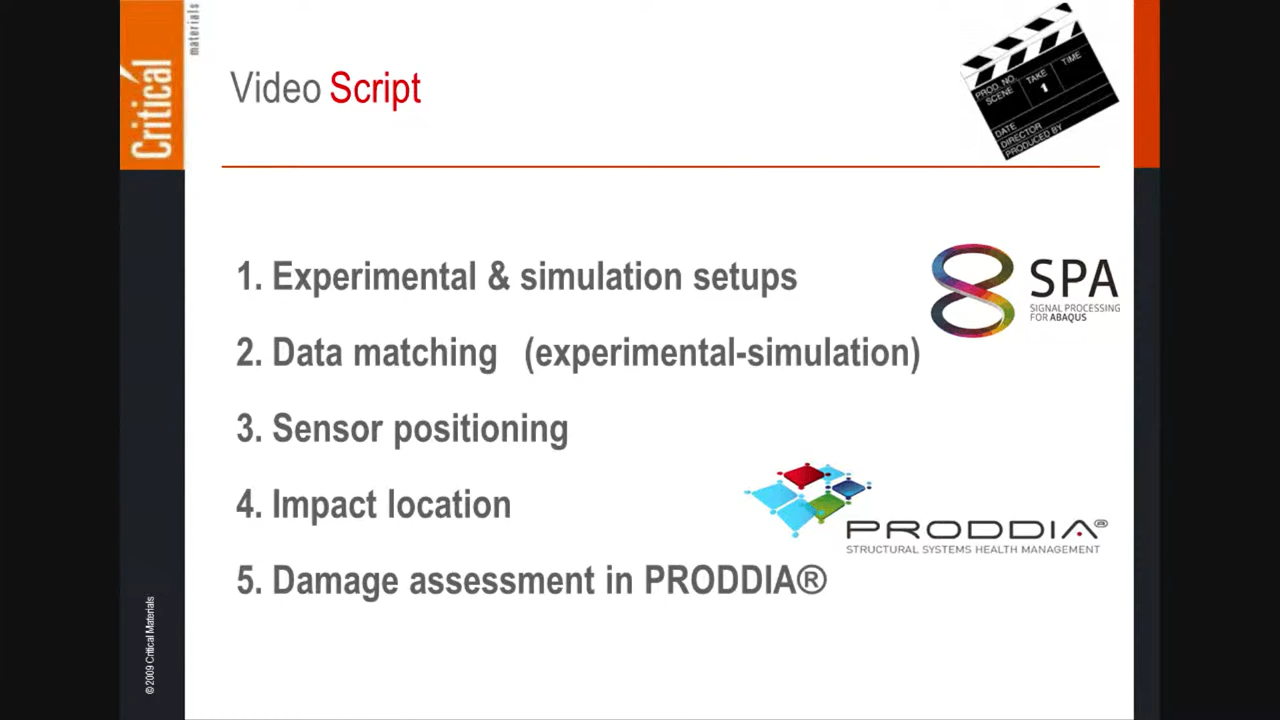 Critical
materials
Video Script
PROD. NO.
SCENE
TAKE
1
TIME
DATE
DIRECTOR
PRODUCED BY
1. Experimental & simulation setups
SPA
SIGNAL PROCESSING
FOR ABAQUS
2. Data matching (experimental-simulation)
3. Sensor positioning
4. Impact location
PRODDIA®
STRUCTURAL SYSTEMS HEALTH MANAGEMENT
5. Damage assessment in PRODDIA®
© 2009 Critical Materials